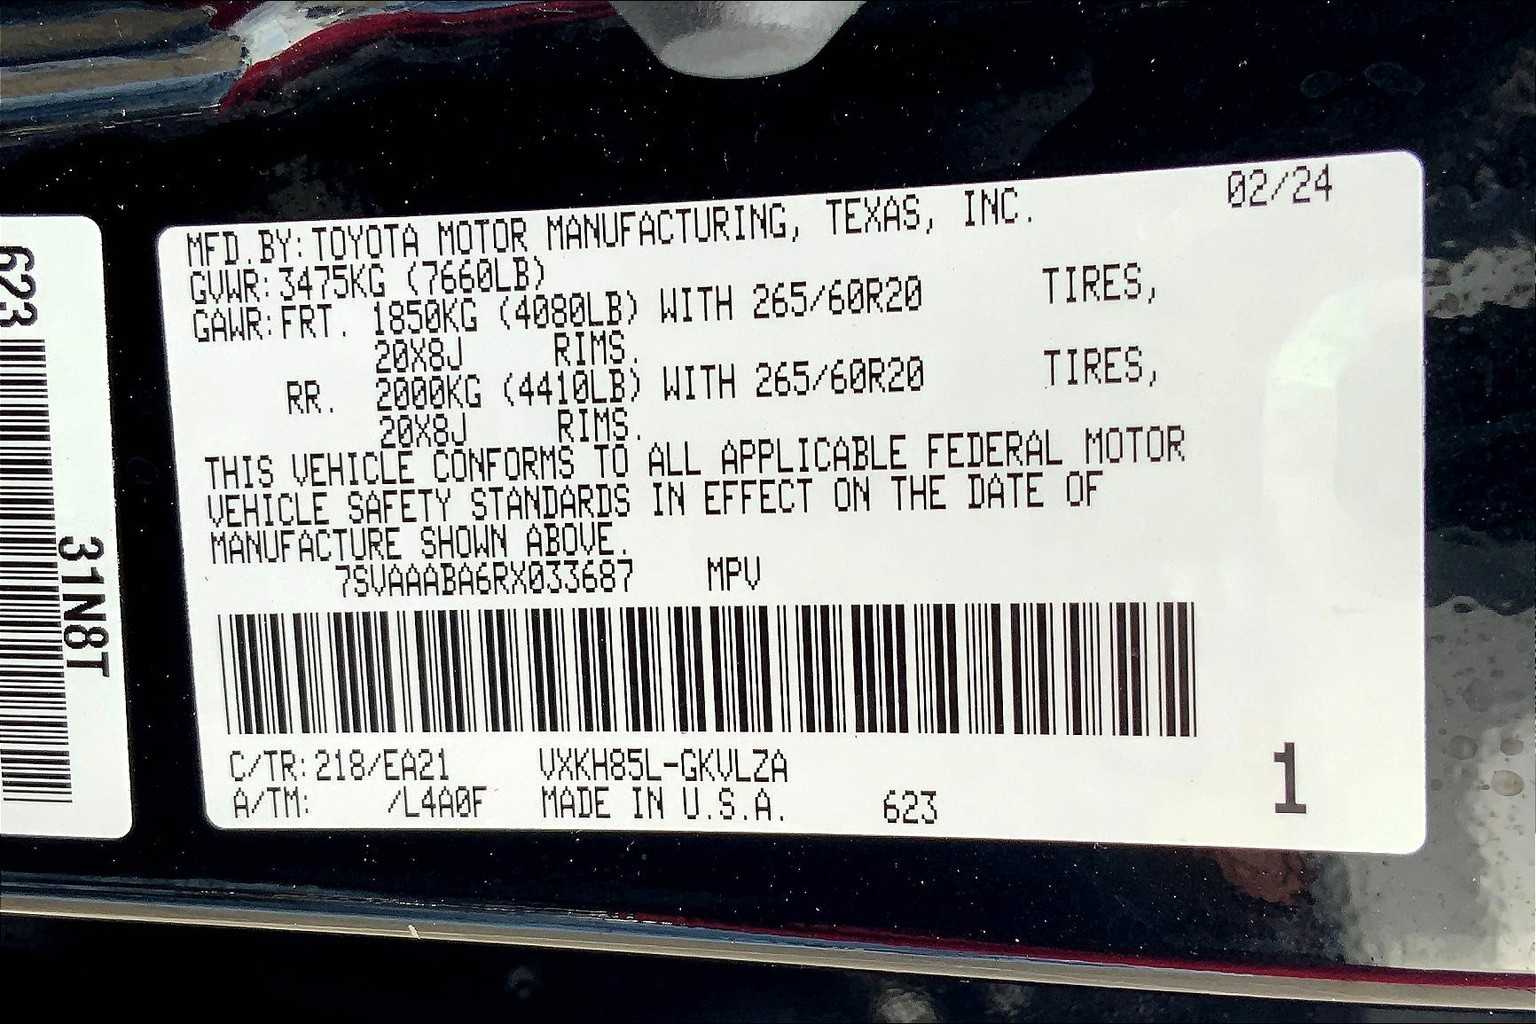 623
31N8T
MFD.BY:TOYOTA MOTOR MANUFACTURING, TEXAS, INC. 02/24
GVWR:3475KG (7660LB)
GAWR:FRT. 1850KG (4080LB) WITH 265/60R20 TIRES,
20X8J RIMS.
RR. 2000KG (4410LB) WITH 265/60R20 TIRES,
20X8J RIMS.
THIS VEHICLE CONFORMS TO ALL APPLICABLE FEDERAL MOTOR
VEHICLE SAFETY STANDARDS IN EFFECT ON THE DATE OF
MANUFACTURE SHOWN ABOVE.
7SVAAABA6RX033687 MPV
C/TR:218/EA21 VXKH85L-GKVLZA
A/TM: /L4A0F MADE IN U.S.A. 623
1